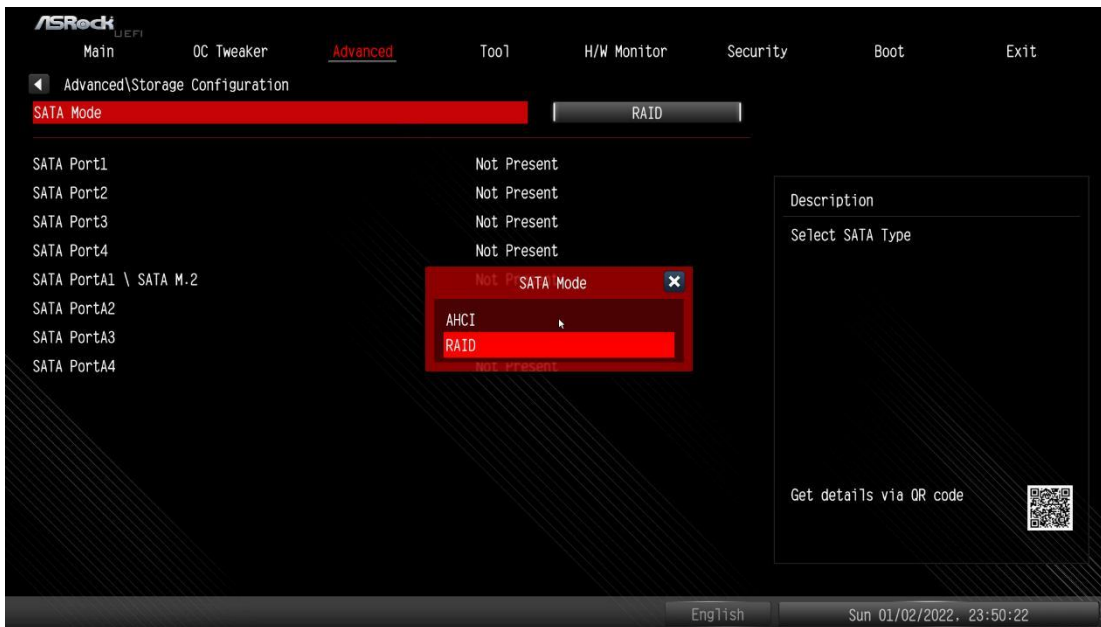 ASRock UEFI
Main OC Tweaker Advanced Tool H/W Monitor Security Boot Exit
Advanced\Storage Configuration
SATA Mode RAID
SATA Port1 Not Present
SATA Port2 Not Present
SATA Port3 Not Present
SATA Port4 Not Present
SATA PortA1 \ SATA M.2
SATA PortA2
SATA PortA3
SATA PortA4 Not Present
SATA Mode
AHCI
RAID
Description
Select SATA Type
Get details via QR code
English Sun 01/02/2022, 23:50:22